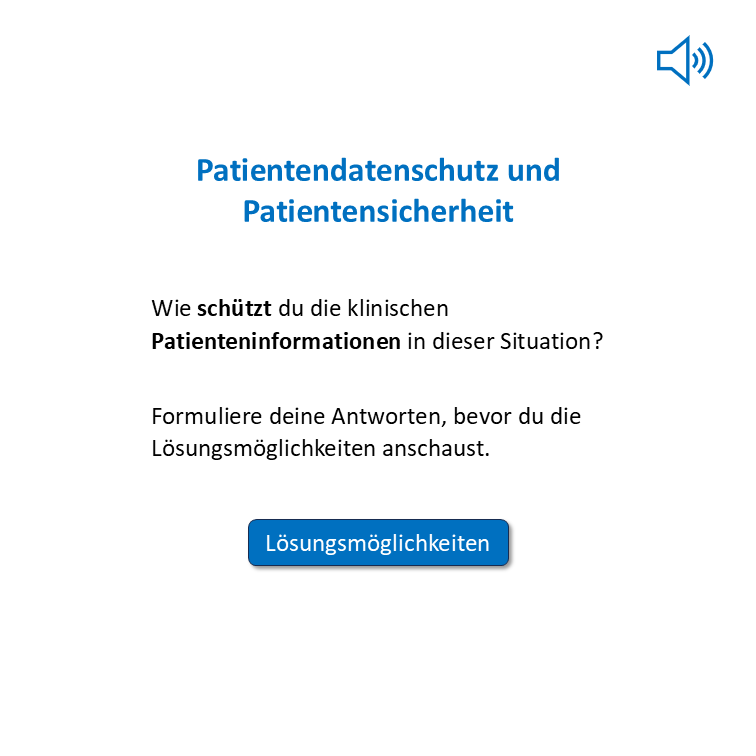 Patientendatenschutz und
Patientensicherheit
Wie schützt du die klinischen
Patienteninformationen in dieser Situation?
Formuliere deine Antworten, bevor du die
Lösungsmöglichkeiten anschaust.
Lösungsmöglichkeiten